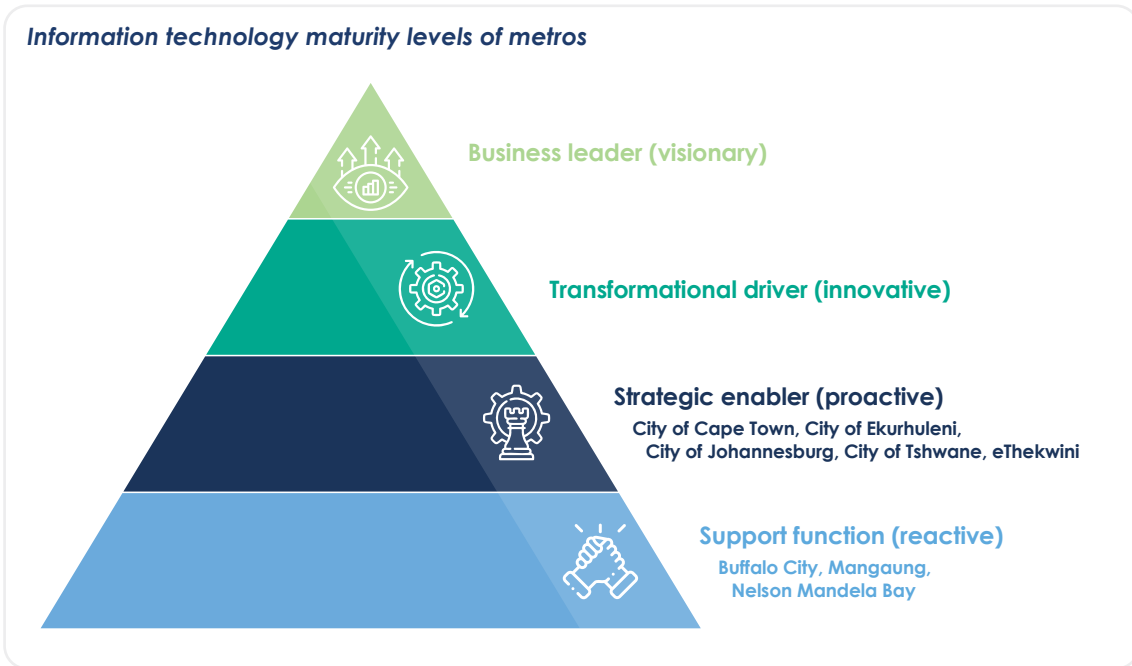 Information technology maturity levels of metros
Business leader (visionary)
Transformational driver (innovative)
Strategic enabler (proactive)
City of Cape Town, City of Ekurhuleni,
City of Johannesburg, City of Tshwane, eThekwini
Support function (reactive)
Buffalo City, Mangaung,
Nelson Mandela Bay